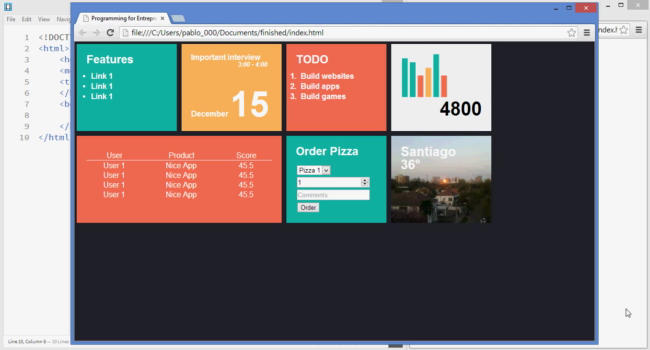 File Edit View Navig
1 <!DOCT
2 <html>
3 <h
4 <m
5 <t
6 </
7 <b
8
9 </
10 </html
Line 10, Column 8
Programming for Entrepre
file:///C:/Users/pablo_000/Documents/finished/index.html
Features
Link 1
Link 1
Link 1
Important interview
3:00 - 4:00
December 15
TODO
1. Build websites
2. Build apps
3. Build games
4800
User Product Score
User 1 Nice App 45.5
User 1 Nice App 45.5
User 1 Nice App 45.5
User 1 Nice App 45.5
Order Pizza
Pizza 1
1
Comments
Order
Santiago
36°